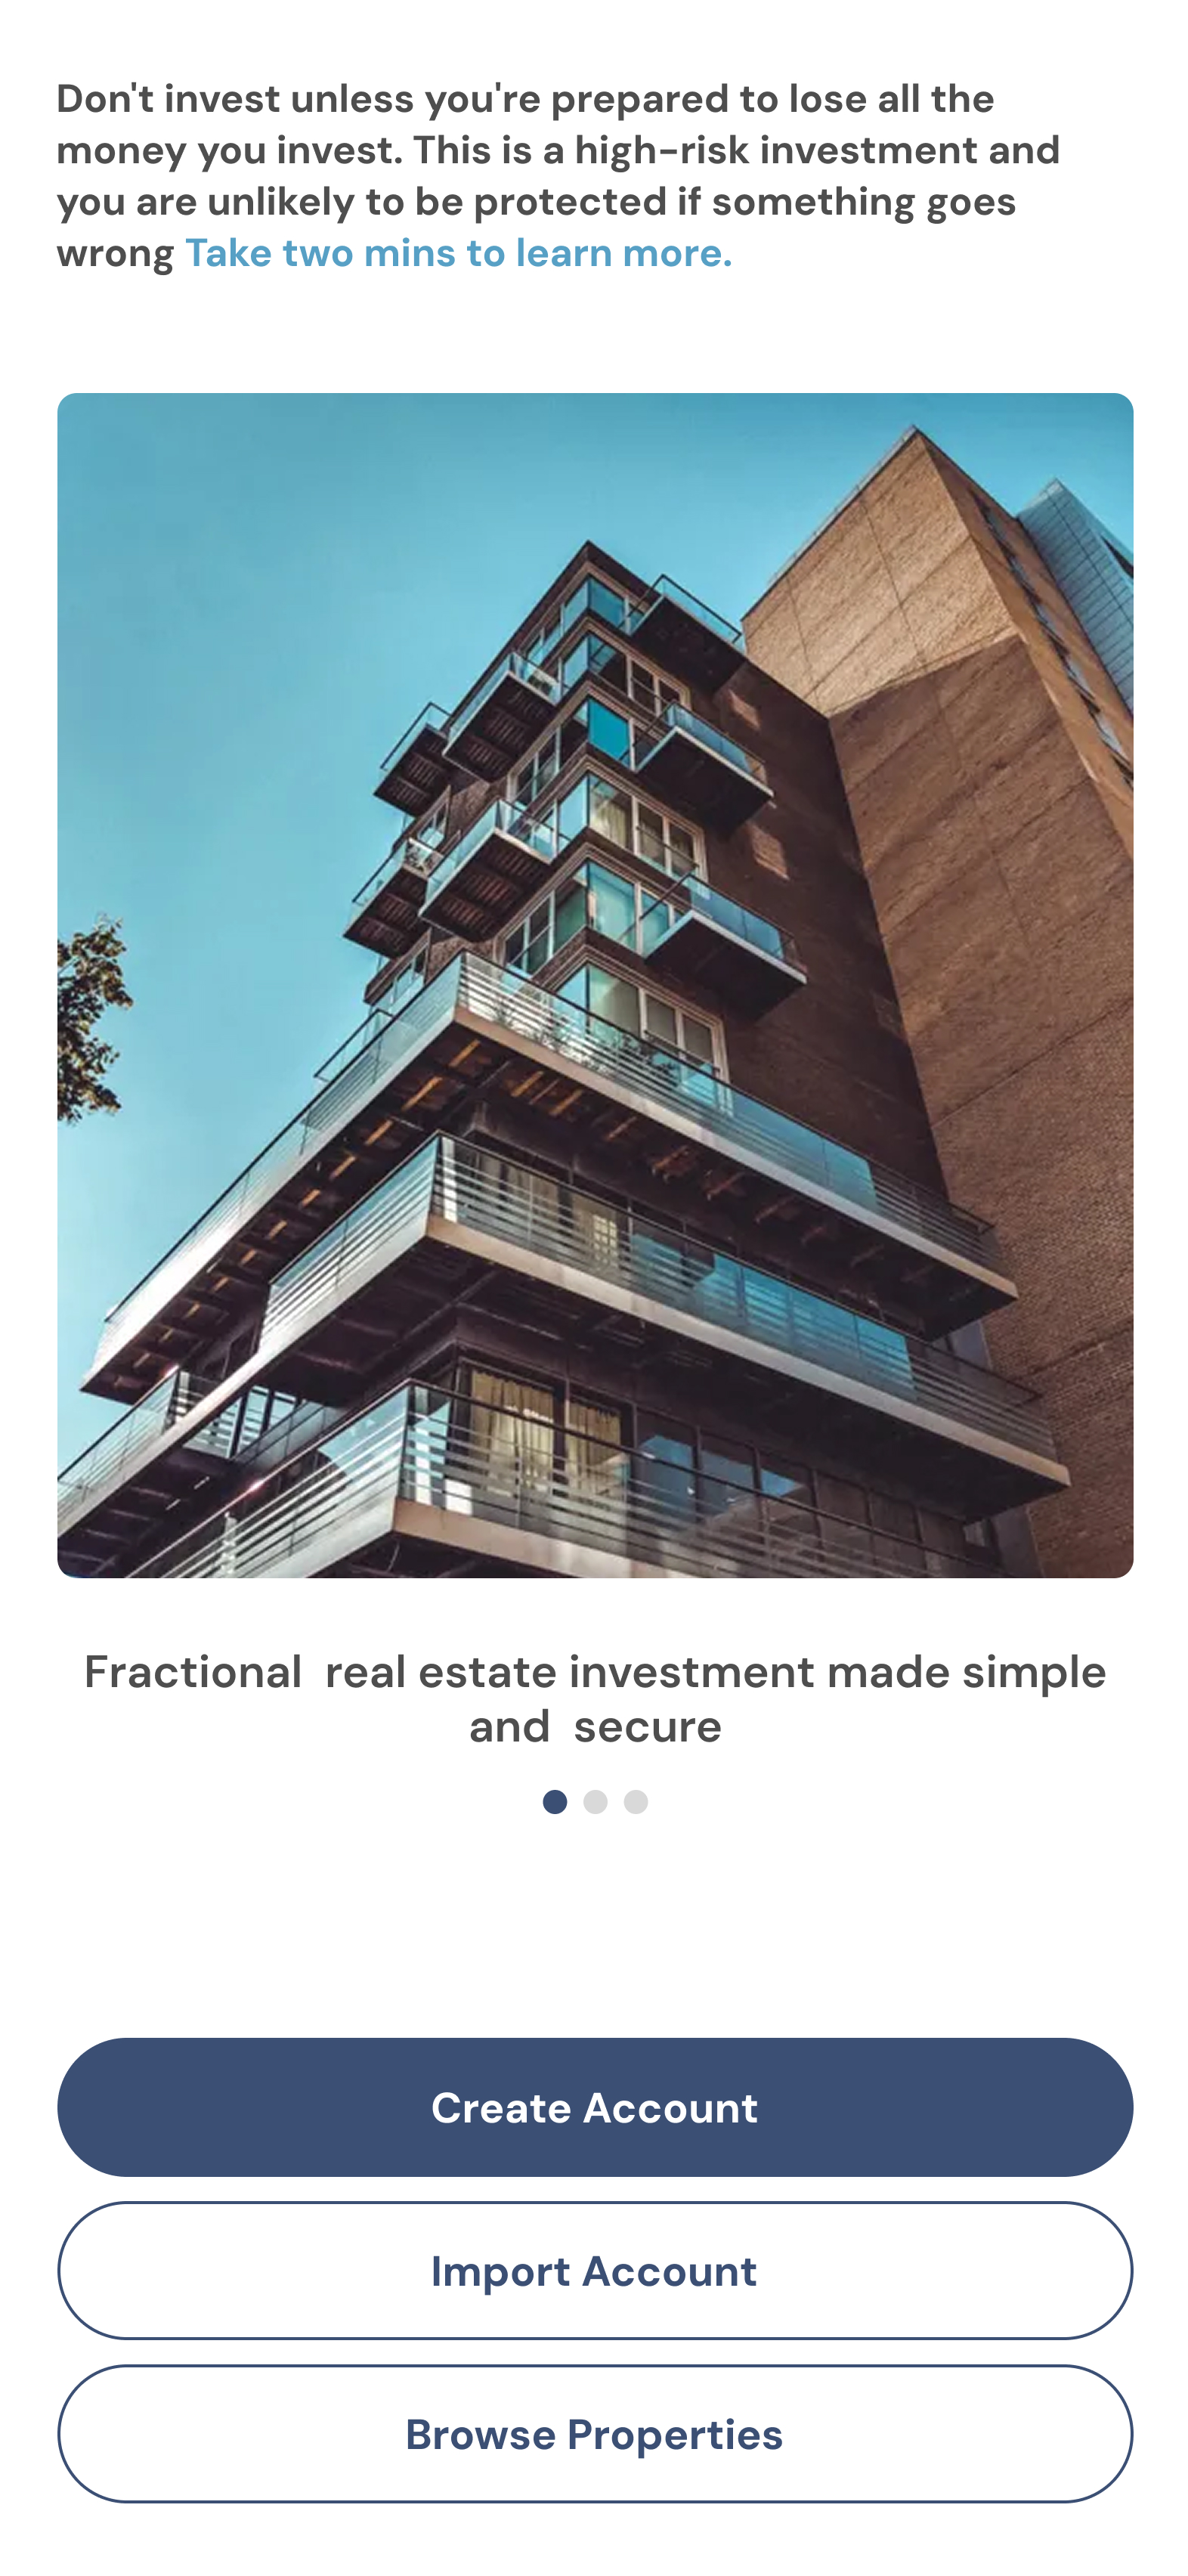 Don't invest unless you're prepared to lose all the
money you invest. This is a high-risk investment and
you are unlikely to be protected if something goes
wrong Take two mins to learn more.
Fractional  real estate investment made simple
and  secure
Create Account
Import Account
Browse Properties